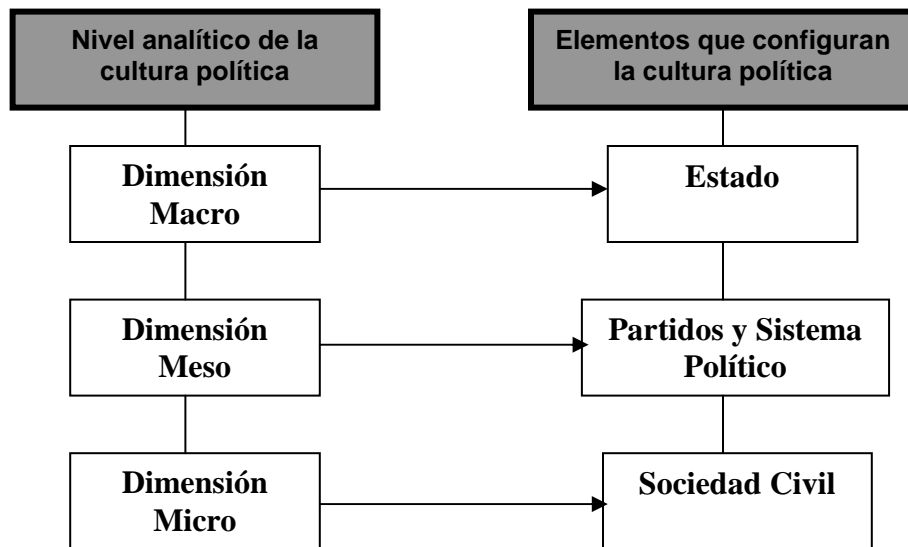 Nivel analítico de la
cultura política
Elementos que configuran
la cultura política
Dimensión
Macro
Estado
Dimensión
Meso
Partidos y Sistema
Político
Dimensión
Micro
Sociedad Civil